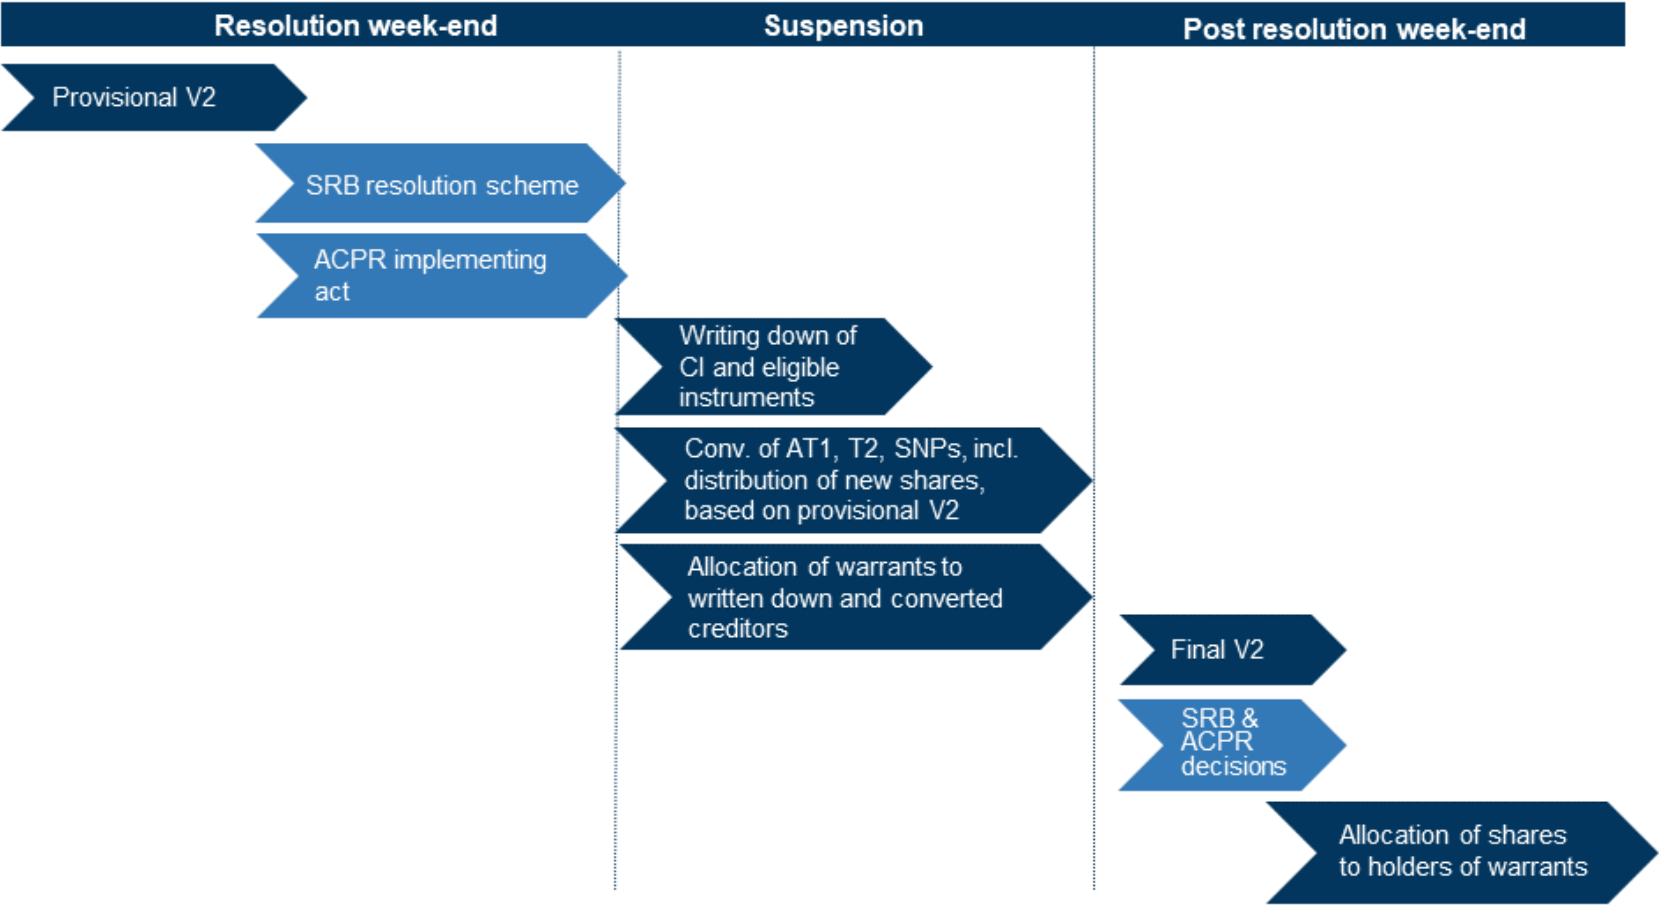 Resolution week-end
Suspension
Post resolution week-end
Provisional V2
SRB resolution scheme
ACPR implementing
act
Writing down of
CI and eligible
instruments
Conv. of AT1, T2, SNPs, incl.
distribution of new shares,
based on provisional V2
Allocation of warrants to
written down and converted
creditors
Final V2
SRB &
ACPR
decisions
Allocation of shares
to holders of warrants